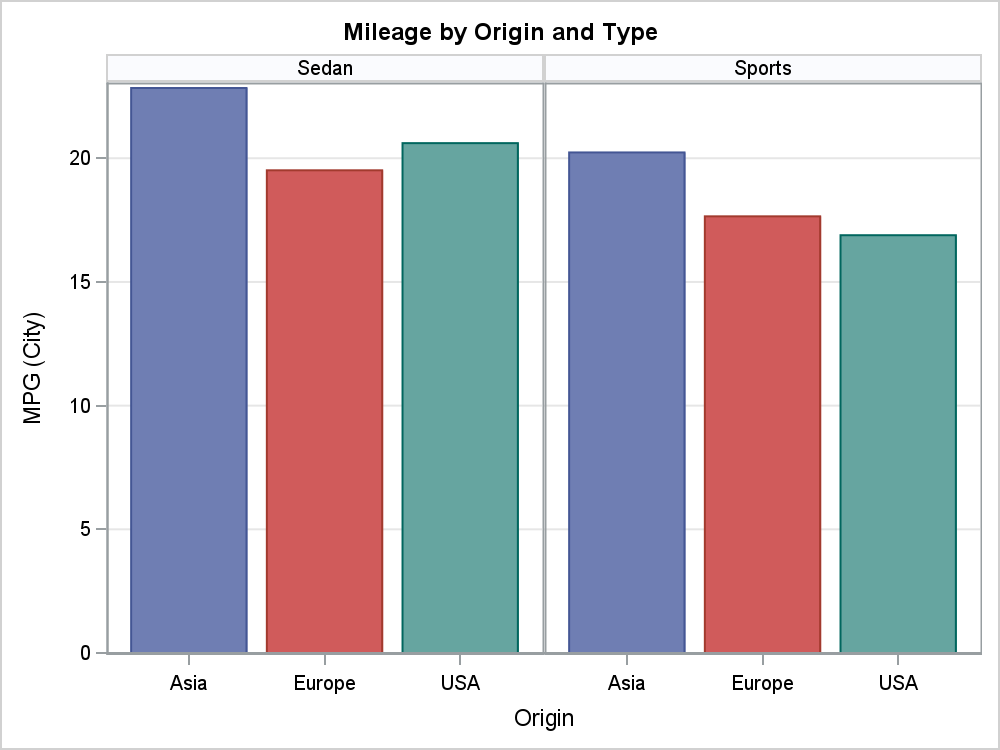 Mileage by Origin and Type
Sedan Sports
MPG (City)
20
15
10
5
0
Asia Europe USA Asia Europe USA
Origin